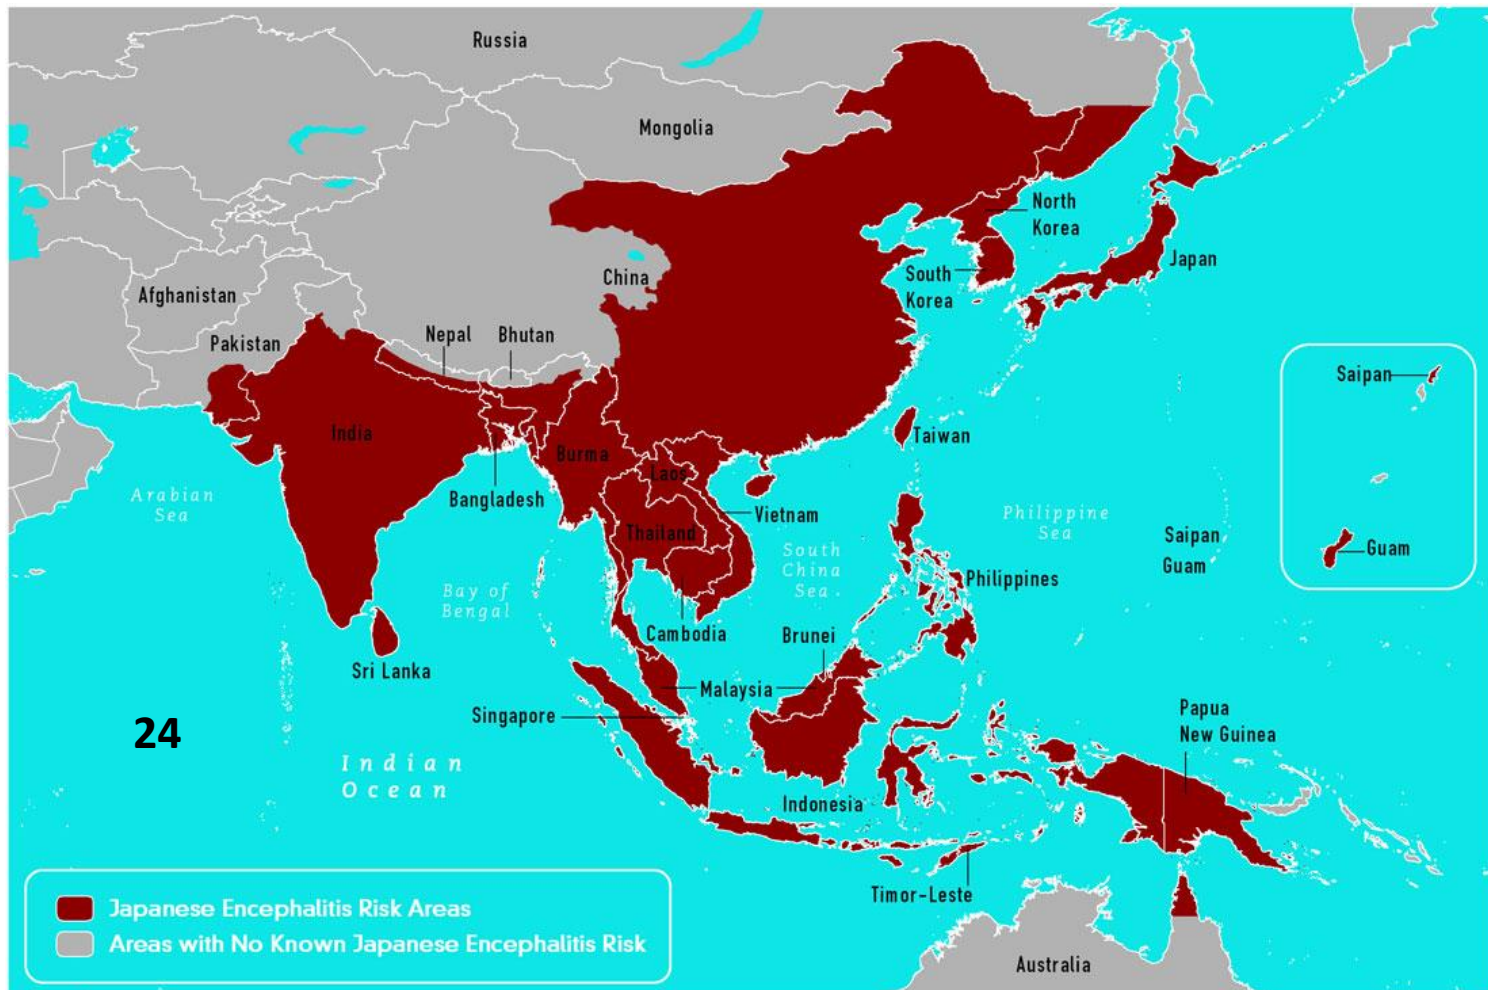 Russia
Mongolia
North
Korea
Japan
South
Korea
China
Afghanistan
Pakistan
Nepal
Bhutan
Saipan
India
Burma
Taiwan
Laos
Bangladesh
Arabian
Sea
Vietnam
Thailand
Philippine
Sea
Saipan
Guam
Guam
South
China
Sea
Philippines
Bay of
Bengal
Cambodia
Brunei
Sri Lanka
Malaysia
Singapore
Papua
New Guinea
24
Indian
Ocean
Indonesia
Timor-Leste
Japanese Encephalitis Risk Areas
Areas with No Known Japanese Encephalitis Risk
Australia